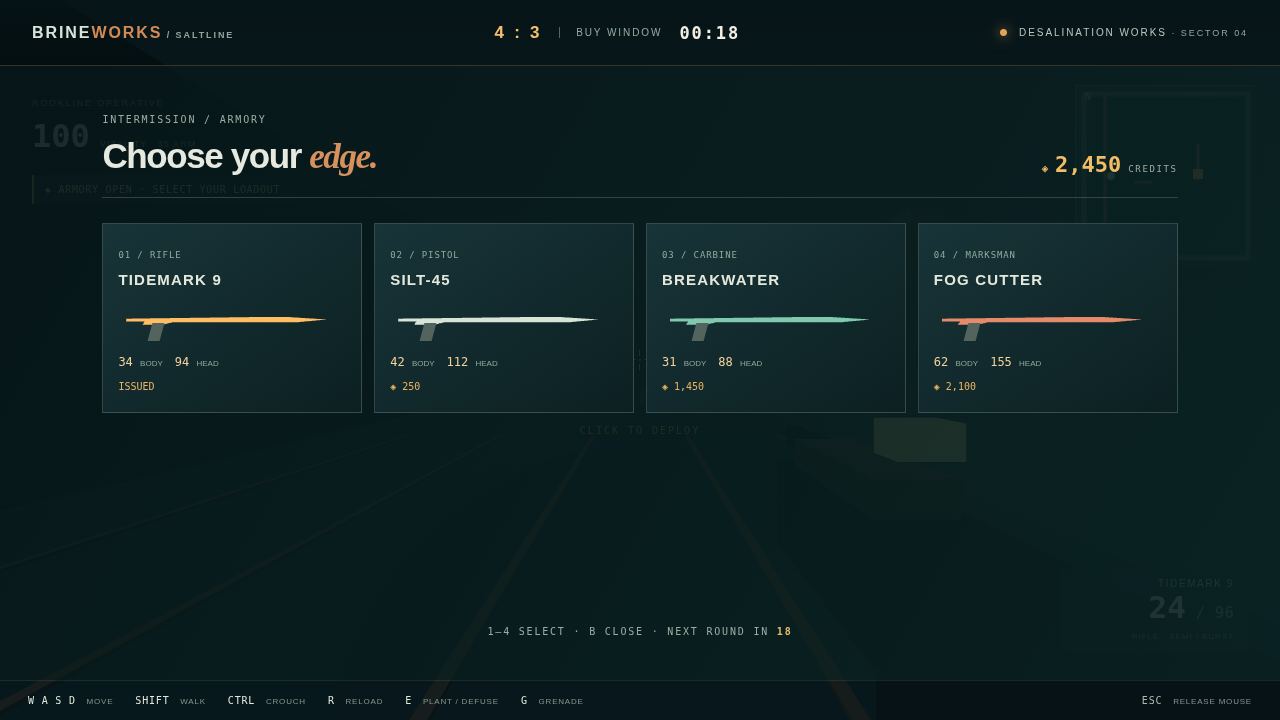 BRINEWORKS / SALTLINE
4 : 3 | BUY WINDOW 00:18
DESALINATION WORKS · SECTOR 04
100
INTERMISSION / ARMORY
Choose your edge.
◈ 2,450 CREDITS
◈ ARMORY OPEN · SELECT YOUR LOADOUT
01 / RIFLE
TIDEMARK 9
34 BODY 94 HEAD
ISSUED
02 / PISTOL
SILT-45
42 BODY 112 HEAD
◈ 250
03 / CARBINE
BREAKWATER
31 BODY 88 HEAD
◈ 1,450
04 / MARKSMAN
FOG CUTTER
62 BODY 155 HEAD
◈ 2,100
CLICK TO DEPLOY
TIDEMARK 9
24 / 96
1–4 SELECT · B CLOSE · NEXT ROUND IN 18
W A S D MOVE SHIFT WALK CTRL CROUCH R RELOAD E PLANT / DEFUSE G GRENADE
ESC RELEASE MOUSE